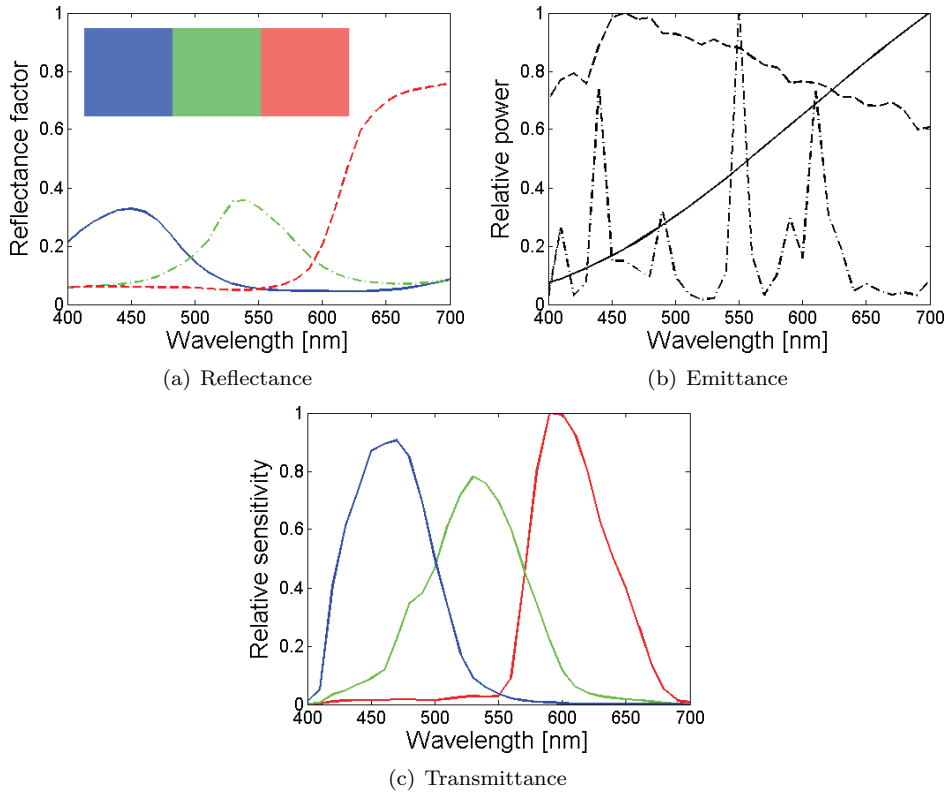 Reflectance factor
1
0.8
0.6
0.4
0.2
0
400 450 500 550 600 650 700
Wavelength [nm]
(a) Reflectance
Relative power
1
0.8
0.6
0.4
0.2
0
400 450 500 550 600 650 700
Wavelength [nm]
(b) Emittance
Relative sensitivity
1
0.8
0.6
0.4
0.2
0
400 450 500 550 600 650 700
Wavelength [nm]
(c) Transmittance